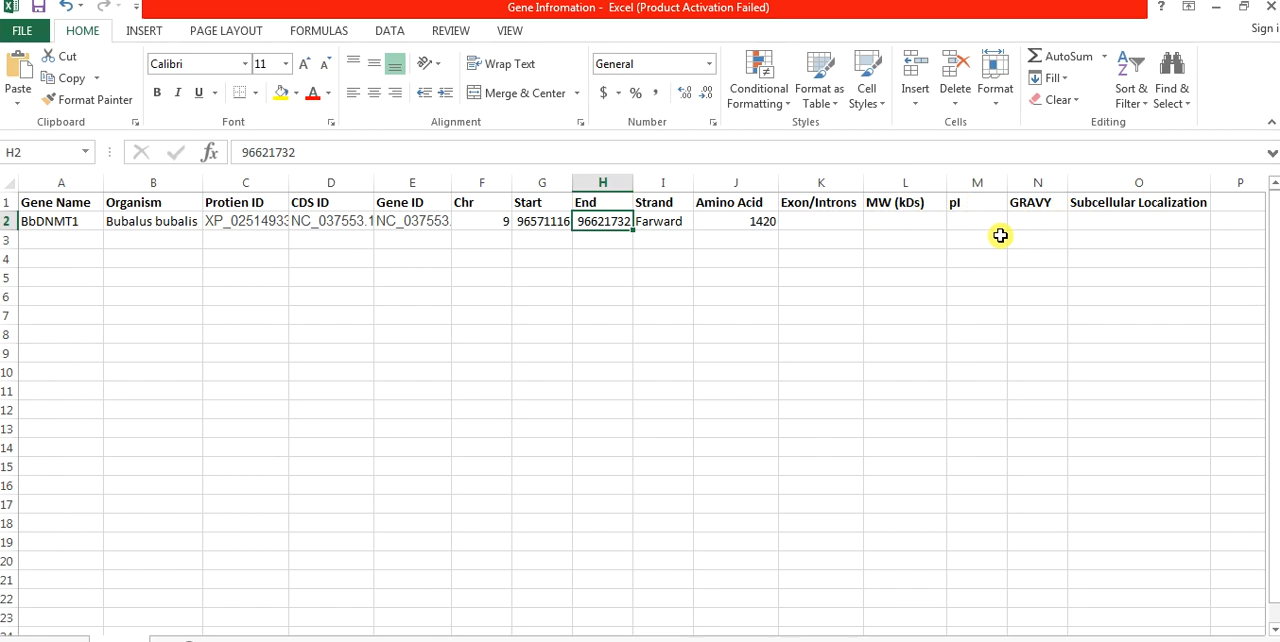 Gene Infromation - Excel (Product Activation Failed)
?
Sign i
FILE HOME INSERT PAGE LAYOUT FORMULAS DATA REVIEW VIEW
Paste
Cut
Copy
Format Painter
Clipboard
Calibri 11
B I U
Font
Wrap Text
Merge & Center
Alignment
General
$ % ,
Number
Conditional Formatting
Format as Table
Cell Styles
Styles
Insert Delete Format
Cells
AutoSum
Fill
Clear
Sort & Filter
Find & Select
Editing
H2 fx 96621732
A B C D E F G H I J K L M N O P
1 Gene Name Organism Protien ID CDS ID Gene ID Chr Start End Strand Amino Acid Exon/Introns MW (kDs) pI GRAVY Subcellular Localization
2 BbDNMT1 Bubalus bubalis XP_02514933 NC_037553.1 NC_037553. 9 96571116 96621732 Farward 1420
3
4
5
6
7
8
9
10
11
12
13
14
15
16
17
18
19
20
21
22
23